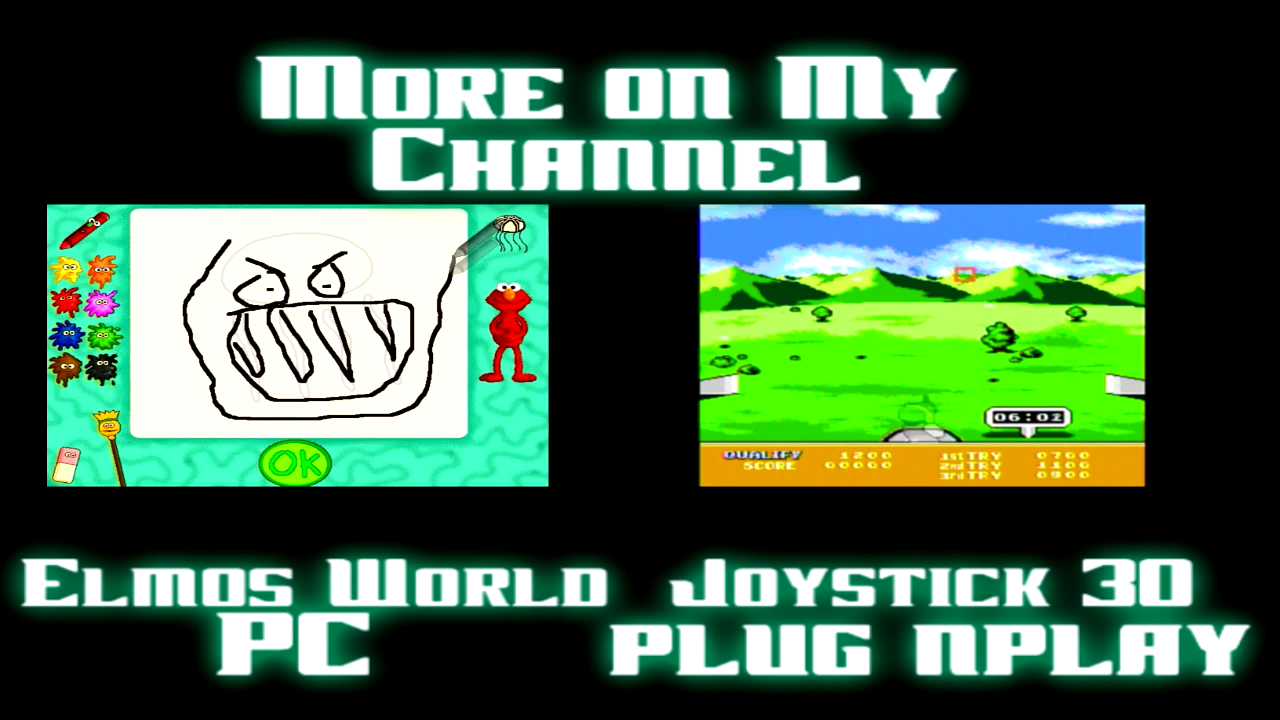 More on My
Channel
OK
06:02
QUALIFY 1200
SCORE 00000
1st TRY 0700
2nd TRY 1100
3rd TRY 0900
Elmos World
PC
Joystick 30
PLUG NPLAY